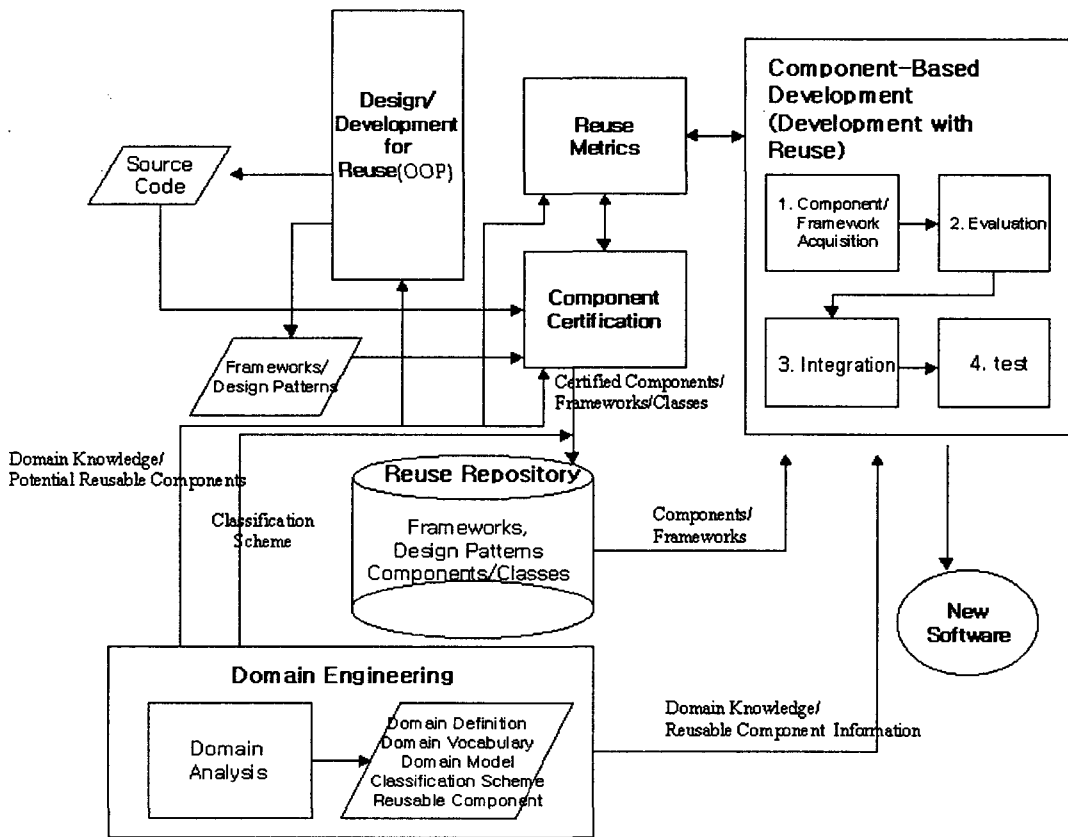 Design/
Development
for
Reuse(OOP)
Reuse
Metrics
Component-Based
Development
(Development with
Reuse)
Source
Code
1. Component/
Framework
Acquisition
2. Evaluation
Component
Certification
3. Integration
4. test
Frameworks/
Design Patterns
Certified Components/
Frameworks/Classes
Domain Knowledge/
Potential Reusable Components
Classification
Scheme
Reuse Repository
Frameworks,
Design Patterns
Components/Classes
Components/
Frameworks
New
Software
Domain Engineering
Domain
Analysis
Domain Definition
Domain Vocabulary
Domain Model
Classification Scheme
Reusable Component
Domain Knowledge/
Reusable Component Information